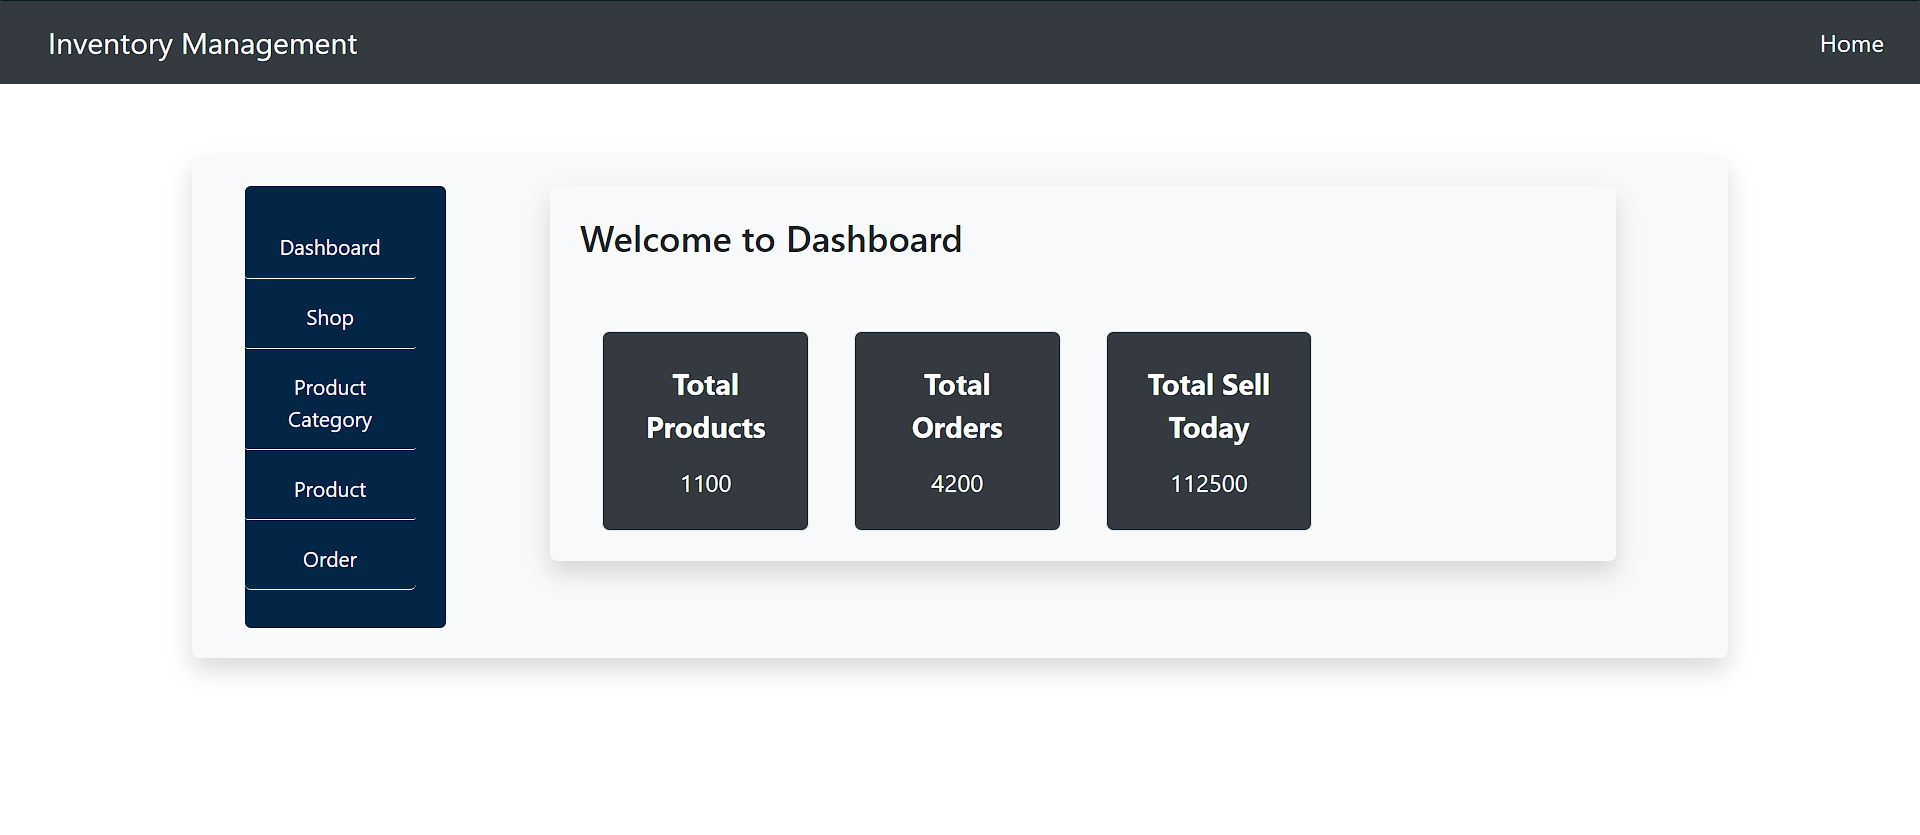 Inventory Management
Home
Dashboard
Shop
Product
Category
Product
Order
Welcome to Dashboard
Total
Products
1100
Total
Orders
4200
Total Sell
Today
112500